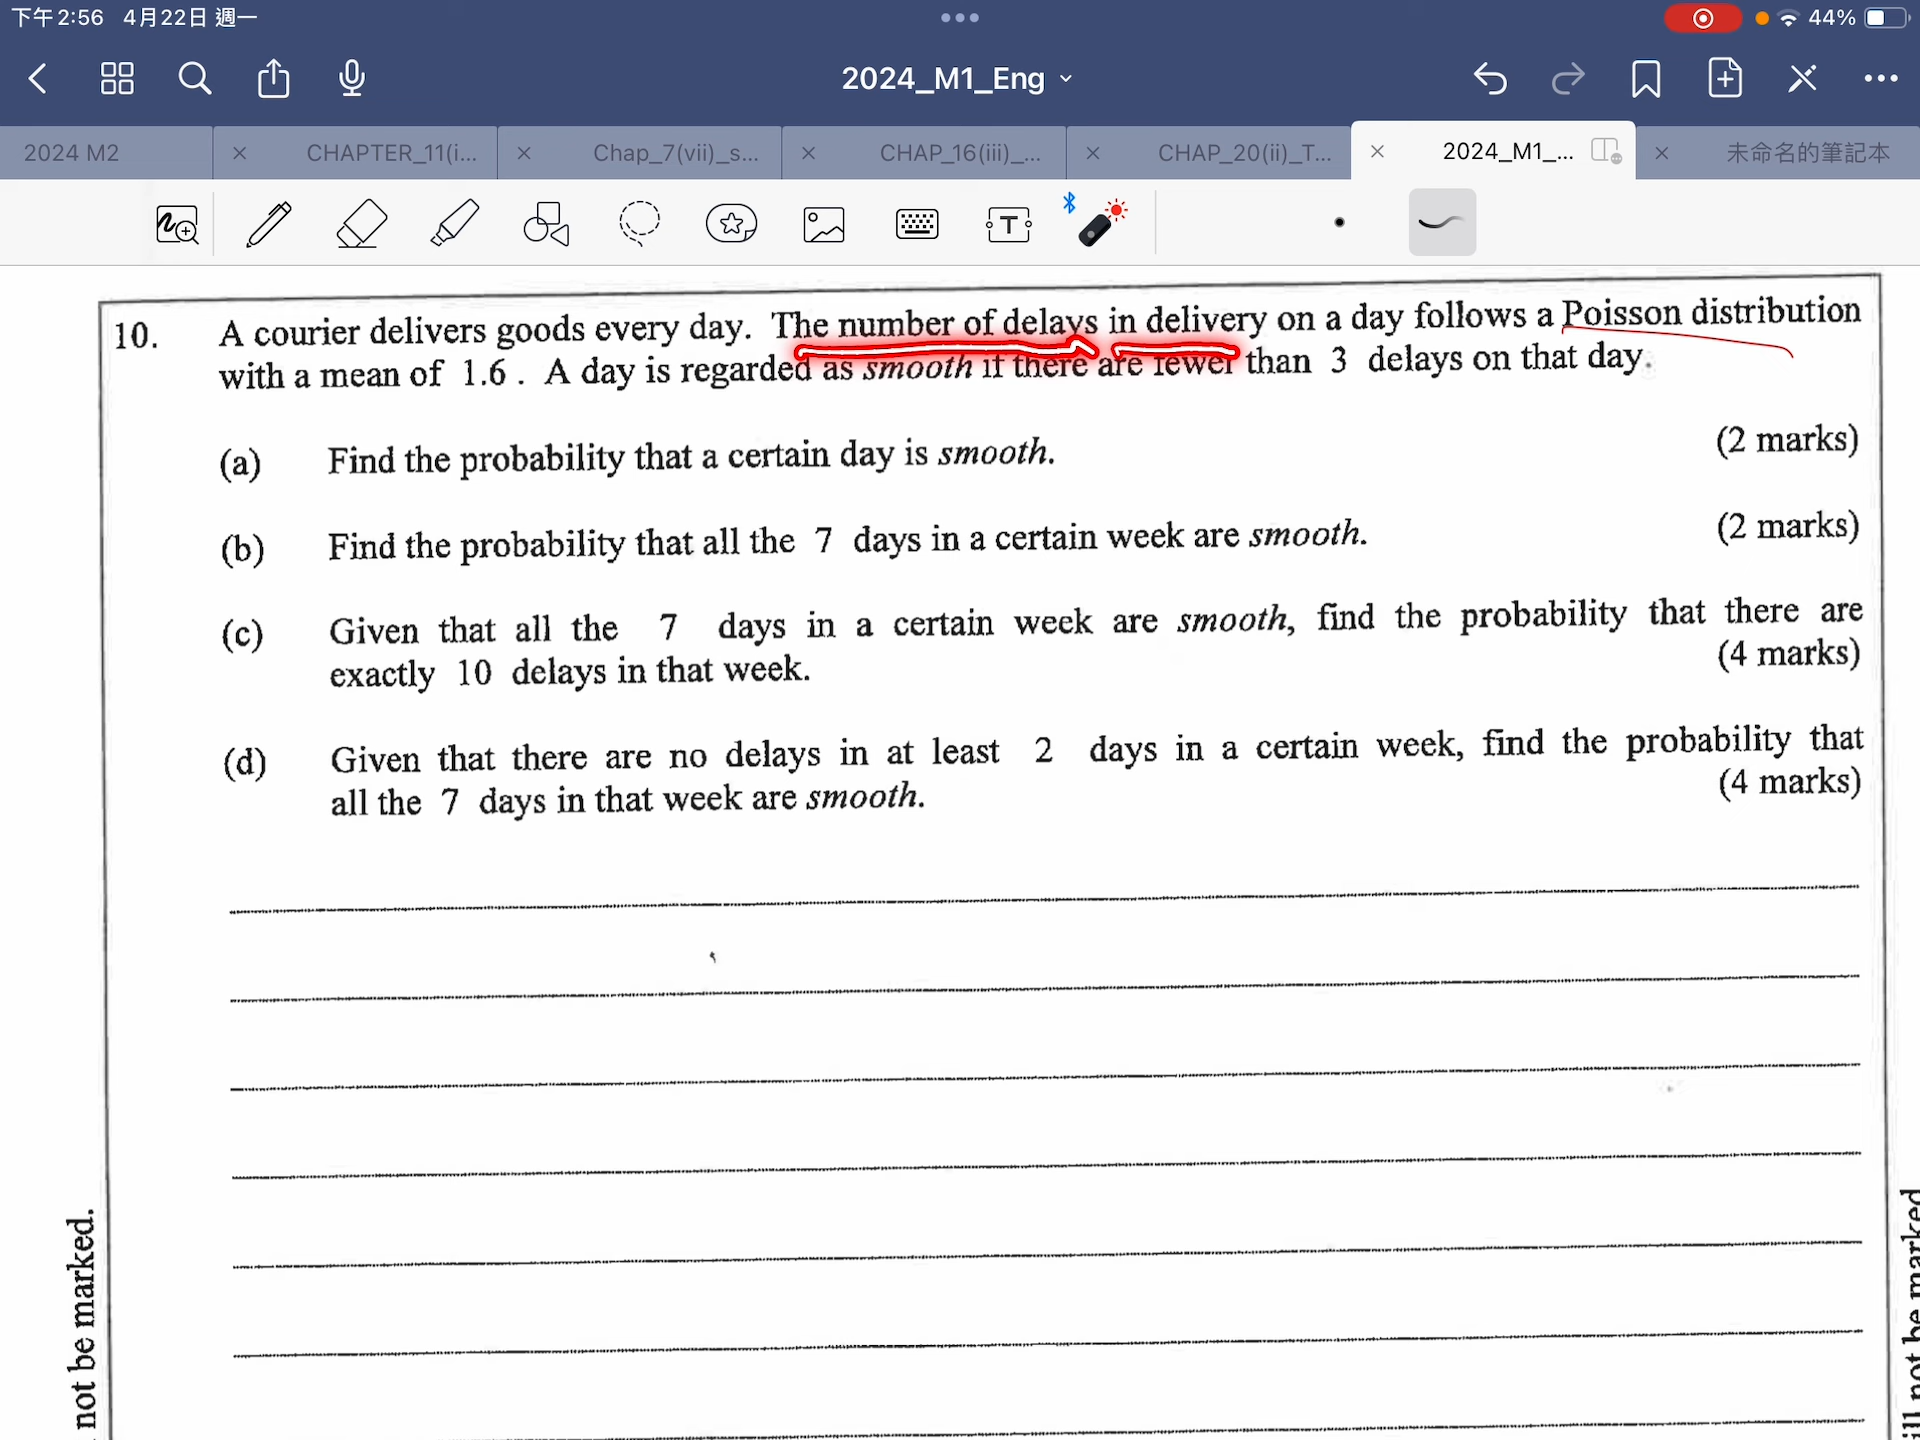 下午2:56 4月22日 週一
44%
2024_M1_Eng
2024 M2
CHAPTER_11(i...
Chap_7(vii)_s...
CHAP_16(iii)_...
CHAP_20(ii)_T...
2024_M1_...
未命名的筆記本
T
10. A courier delivers goods every day. The number of delays in delivery on a day follows a Poisson distribution
with a mean of 1.6 . A day is regarded as smooth if there are fewer than 3 delays on that day.
(a) Find the probability that a certain day is smooth. (2 marks)
(b) Find the probability that all the 7 days in a certain week are smooth. (2 marks)
(c) Given that all the 7 days in a certain week are smooth, find the probability that there are
exactly 10 delays in that week. (4 marks)
(d) Given that there are no delays in at least 2 days in a certain week, find the probability that
all the 7 days in that week are smooth. (4 marks)
not be marked.
ill not be marked